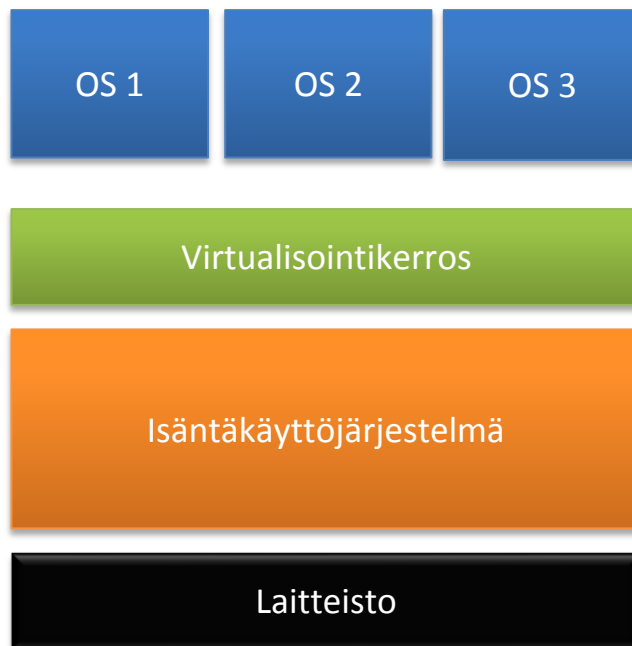 OS 1
OS 2
OS 3
Virtualisointikerros
Isäntäkäyttöjärjestelmä
Laitteisto